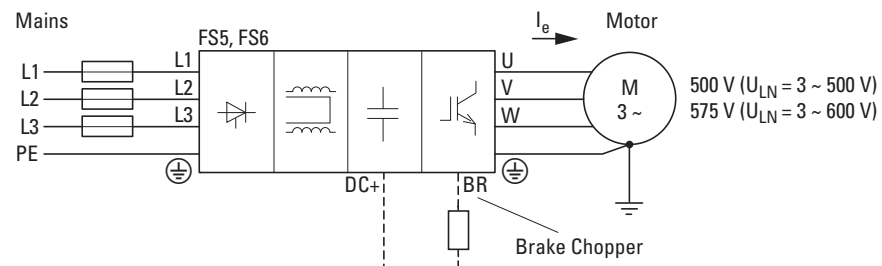 Mains
I_e
Motor
FS5, FS6
L1
L1
U
L2
L2
V
L3
L3
W
PE
M
3 ~
500 V (U_LN = 3 ~ 500 V)
575 V (U_LN = 3 ~ 600 V)
DC+
BR
Brake Chopper